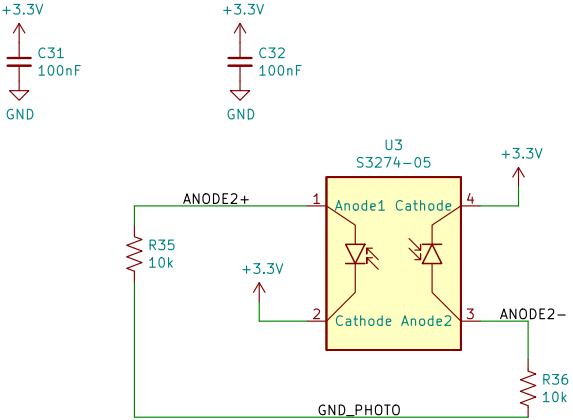 +3.3V
+3.3V
C31
100nF
C32
100nF
GND
GND
U3
S3274-05
+3.3V
ANODE2+
1
Anode1
Cathode
4
R35
10k
+3.3V
2
Cathode
Anode2
3
ANODE2-
R36
10k
GND_PHOTO